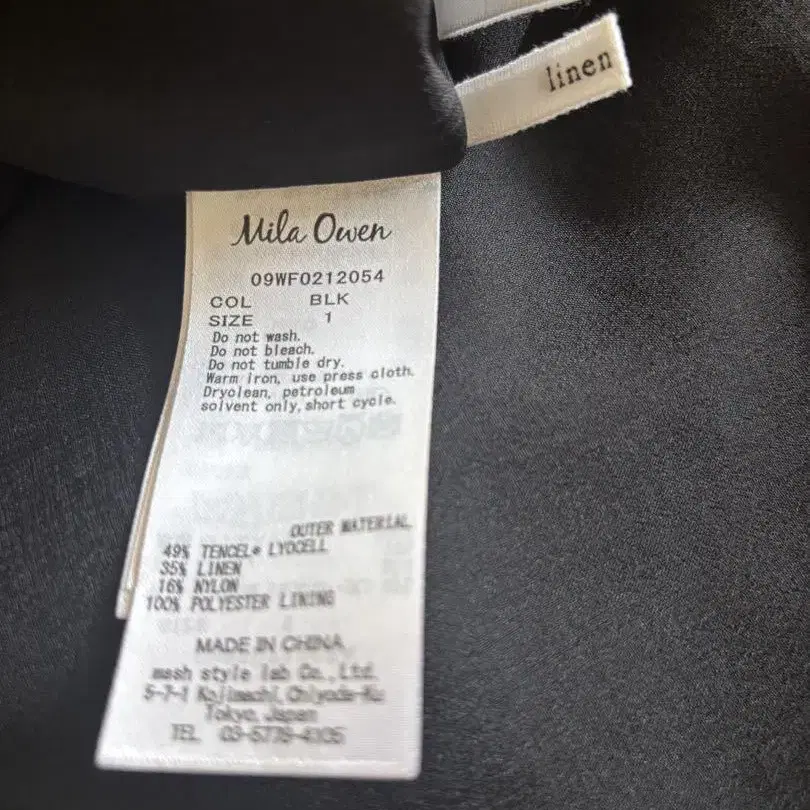 linen
Mila Owen
09WF0212054
COL BLK
SIZE 1
Do not wash.
Do not bleach.
Do not tumble dry.
Warm iron, use press cloth.
Dryclean, petroleum
solvent only, short cycle.
OUTER MATERIAL
49% TENCEL® LYOCELL
35% LINEN
16% NYLON
100% POLYESTER LINING
MADE IN CHINA
mash style lab Co., Ltd.
5-7-1 Kojimachi, Chiyoda-Ku
Tokyo, Japan
TEL